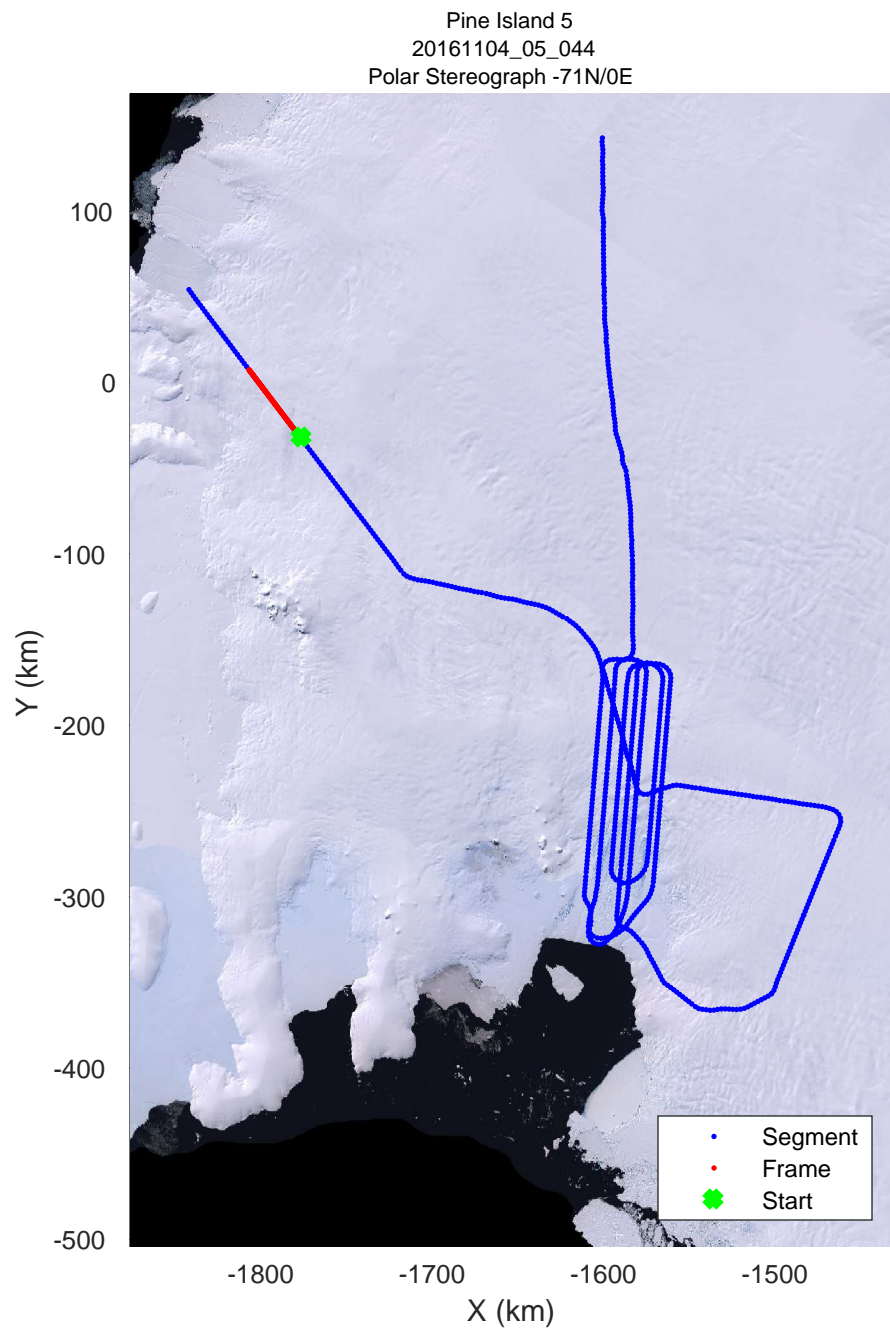 Pine Island 5
20161104_05_044
Polar Stereograph -71N/0E
100
0
-100
-200
-300
-400
-500
Y (km)
-1800
-1700
-1600
-1500
X (km)
Segment
Frame
Start